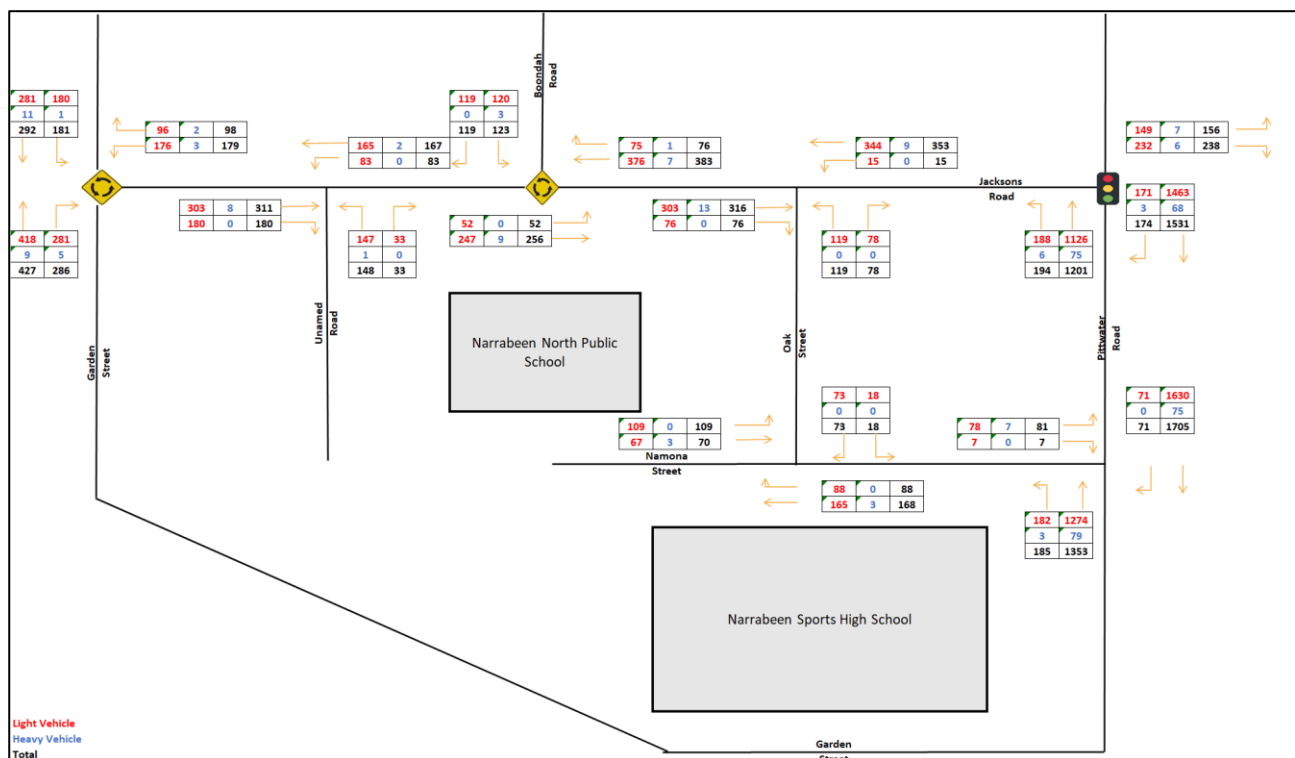 Boondah
Road
281 180
11 1
292 181
96 2 98
176 3 179
165 2 167
83 0 83
119 120
0 3
119 123
75 1 76
376 7 383
344 9 353
15 0 15
149 7 156
232 6 238
Jacksons
Road
171 1463
3 68
174 1531
303 8 311
180 0 180
418 281
9 5
427 286
147 33
1 0
148 33
52 0 52
247 9 256
303 13 316
76 0 76
119 78
0 0
119 78
188 1126
6 75
194 1201
Garden
Street
Unamed
Road
Narrabeen North Public
School
Oak
Street
Pittwater
Road
109 0 109
67 3 70
Namona
Street
73 18
0 0
73 18
78 7 81
7 0 7
71 1630
0 75
71 1705
88 0 88
165 3 168
182 1274
3 79
185 1353
Narrabeen Sports High School
Light Vehicle
Heavy Vehicle
Total
Garden
Street